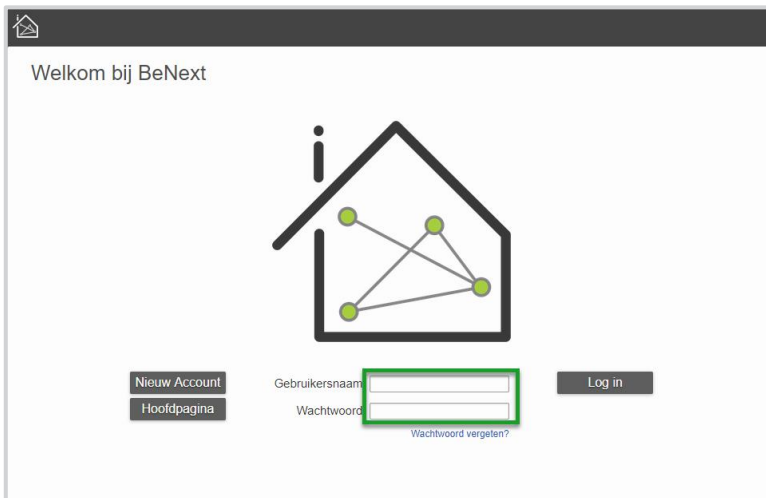 Welkom bij BeNext
Nieuw Account
Gebruikersnaam
Log in
Hoofdpagina
Wachtwoord
Wachtwoord vergeten?